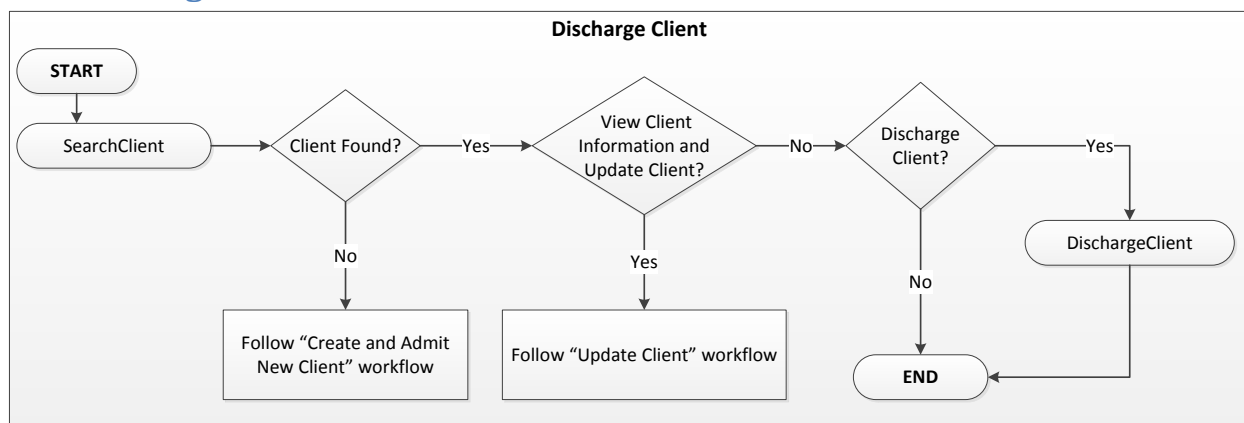 Discharge Client
START
SearchClient
Client Found?
Yes
View Client
Information and
Update Client?
No
Discharge
Client?
Yes
DischargeClient
No
Yes
No
Follow “Create and Admit
New Client” workflow
Follow “Update Client” workflow
END